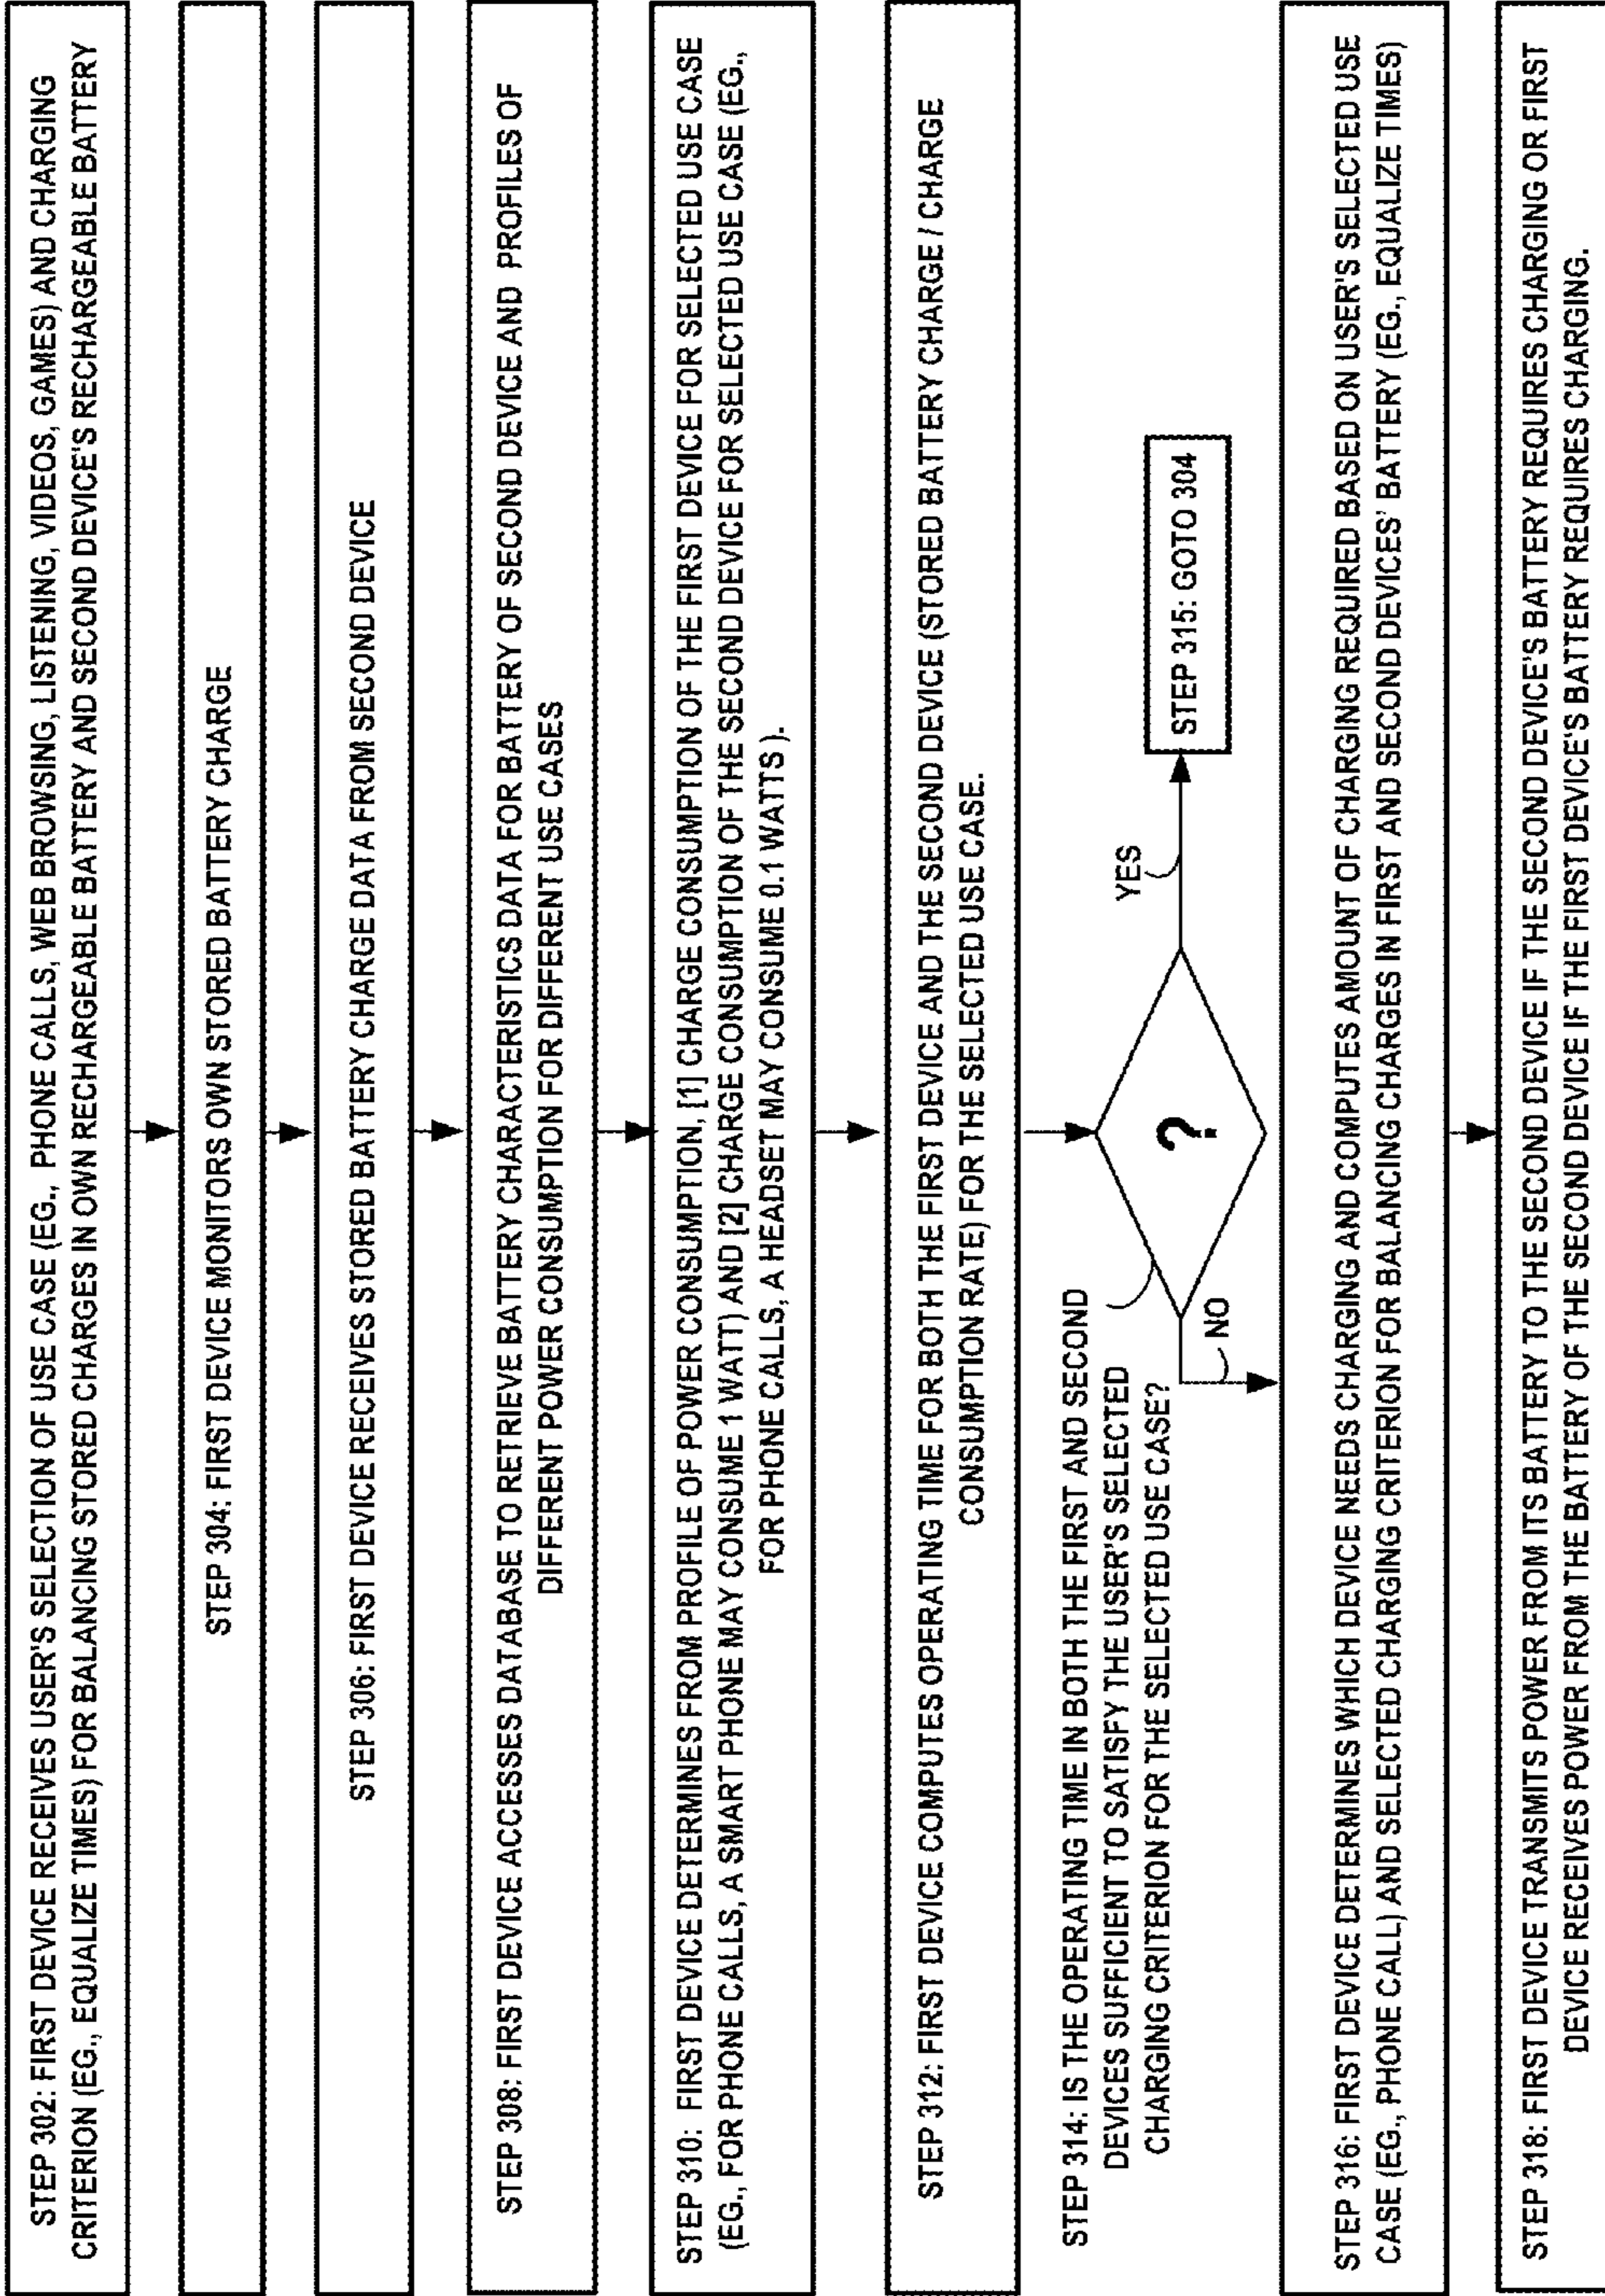 STEP 302: FIRST DEVICE RECEIVES USER'S SELECTION OF USE CASE (EG., PHONE CALLS, WEB BROWSING, LISTENING, VIDEOS, GAMES) AND CHARGING
CRITERION (EG., EQUALIZE TIMES) FOR BALANCING STORED CHARGES IN OWN RECHARGEABLE BATTERY AND SECOND DEVICE'S RECHARGEABLE BATTERY
STEP 304: FIRST DEVICE MONITORS OWN STORED BATTERY CHARGE
STEP 306: FIRST DEVICE RECEIVES STORED BATTERY CHARGE DATA FROM SECOND DEVICE
STEP 308: FIRST DEVICE ACCESSES DATABASE TO RETRIEVE BATTERY CHARACTERISTICS DATA FOR BATTERY OF SECOND DEVICE AND PROFILES OF
DIFFERENT POWER CONSUMPTION FOR DIFFERENT USE CASES
STEP 310: FIRST DEVICE DETERMINES FROM PROFILE OF POWER CONSUMPTION, [1] CHARGE CONSUMPTION OF THE FIRST DEVICE FOR SELECTED USE CASE
(EG., FOR PHONE CALLS, A SMART PHONE MAY CONSUME 1 WATT) AND [2] CHARGE CONSUMPTION OF THE SECOND DEVICE FOR SELECTED USE CASE (EG.,
FOR PHONE CALLS, A HEADSET MAY CONSUME 0.1 WATTS ).
STEP 312: FIRST DEVICE COMPUTES OPERATING TIME FOR BOTH THE FIRST DEVICE AND THE SECOND DEVICE (STORED BATTERY CHARGE / CHARGE
CONSUMPTION RATE) FOR THE SELECTED USE CASE.
STEP 314: IS THE OPERATING TIME IN BOTH THE FIRST AND SECOND
DEVICES SUFFICIENT TO SATISFY THE USER'S SELECTED
CHARGING CRITERION FOR THE SELECTED USE CASE?
?
YES
STEP 315: GOTO 304
NO
STEP 316: FIRST DEVICE DETERMINES WHICH DEVICE NEEDS CHARGING AND COMPUTES AMOUNT OF CHARGING REQUIRED BASED ON USER'S SELECTED USE
CASE (EG., PHONE CALL) AND SELECTED CHARGING CRITERION FOR BALANCING CHARGES IN FIRST AND SECOND DEVICES' BATTERY (EG., EQUALIZE TIMES)
STEP 318: FIRST DEVICE TRANSMITS POWER FROM ITS BATTERY TO THE SECOND DEVICE IF THE SECOND DEVICE'S BATTERY REQUIRES CHARGING OR FIRST
DEVICE RECEIVES POWER FROM THE BATTERY OF THE SECOND DEVICE IF THE FIRST DEVICE'S BATTERY REQUIRES CHARGING.